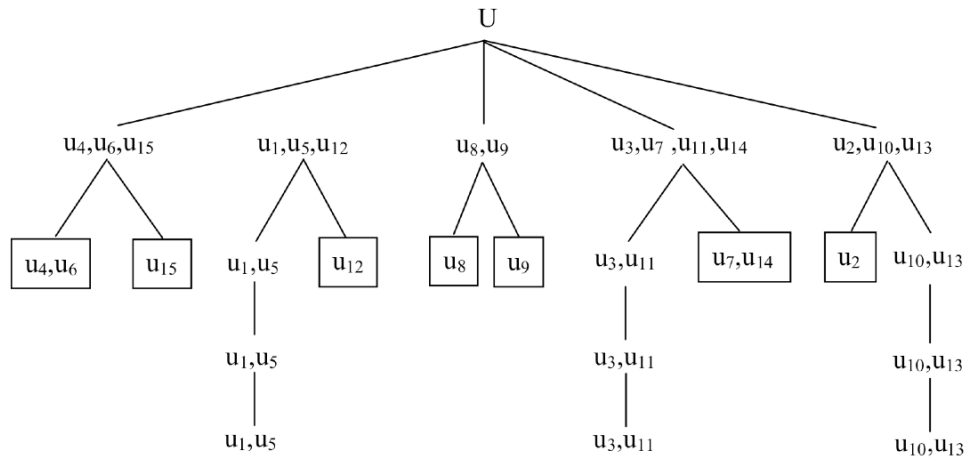 U
u₄,u₆,u₁₅ u₁,u₅,u₁₂ u₈,u₉ u₃,u₇ ,u₁₁,u₁₄ u₂,u₁₀,u₁₃
u₄,u₆ u₁₅ u₁,u₅ u₁₂ u₈ u₉ u₃,u₁₁ u₇,u₁₄ u₂ u₁₀,u₁₃
u₁,u₅ u₃,u₁₁ u₁₀,u₁₃
u₁,u₅ u₃,u₁₁ u₁₀,u₁₃